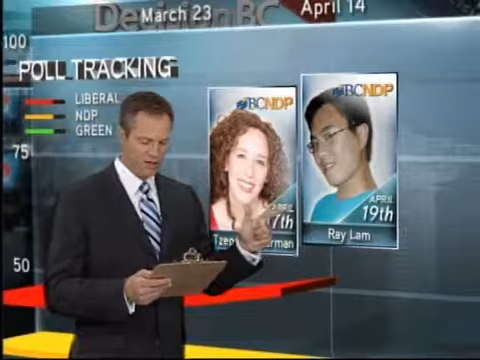 Decision BC
March 23
April 14
100
POLL TRACKING
LIBERAL
NDP
GREEN
75
50
BCNDP
17th
BCNDP
APRIL
19th
Ray Lam